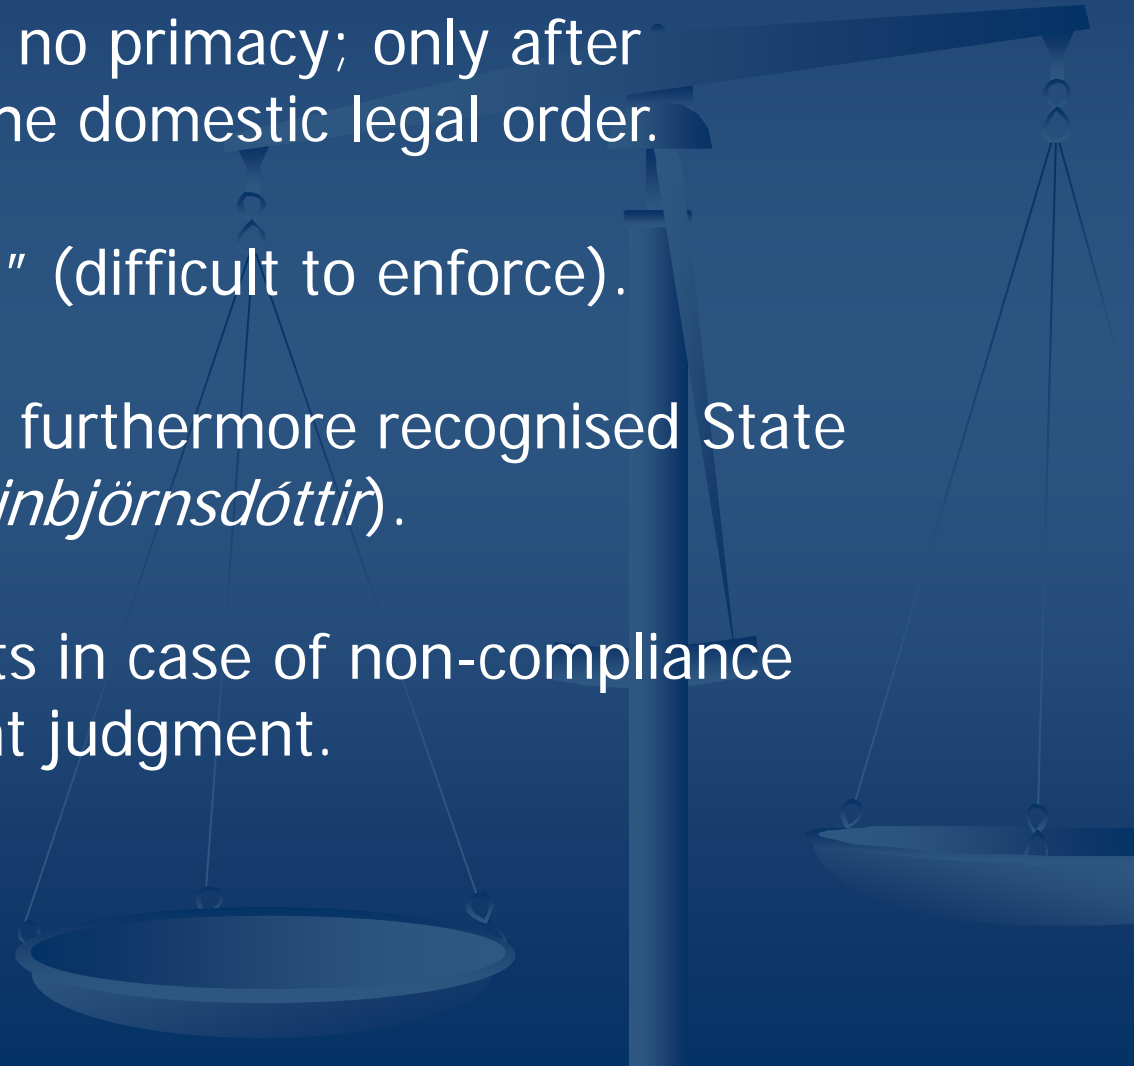 no primacy; only after
he domestic legal order.
" (difficult to enforce).
furthermore recognised State
inbjörnsdóttir).
ts in case of non-compliance
nt judgment.